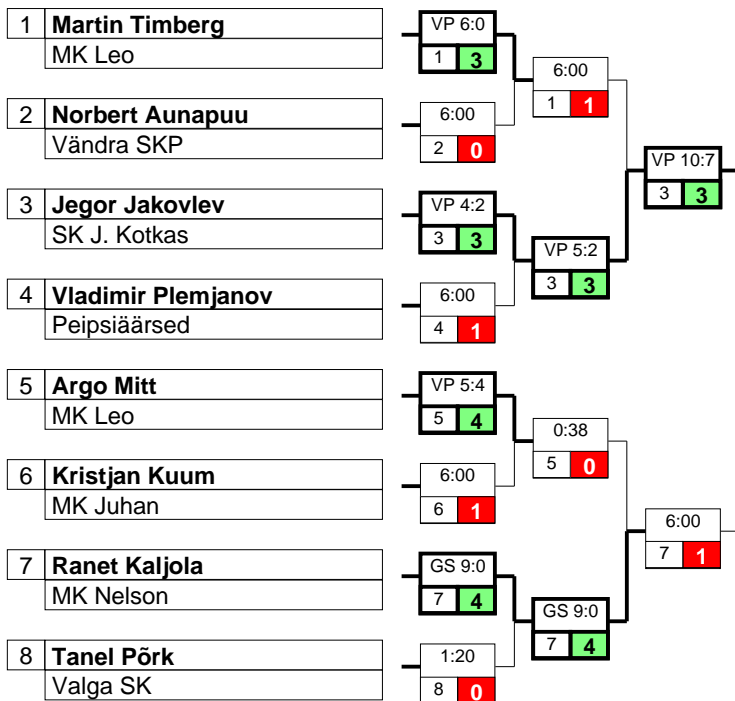 1 Martin Timberg
MK Leo
VP 6:0
1 3
6:00
1 1
2 Norbert Aunapuu
Vändra SKP
6:00
2 0
VP 10:7
3 3
3 Jegor Jakovlev
SK J. Kotkas
VP 4:2
3 3
VP 5:2
3 3
4 Vladimir Plemjanov
Peipsiäärsed
6:00
4 1
5 Argo Mitt
MK Leo
VP 5:4
5 4
0:38
5 0
6 Kristjan Kuum
MK Juhan
6:00
6 1
6:00
7 1
7 Ranet Kaljola
MK Nelson
GS 9:0
7 4
GS 9:0
7 4
8 Tanel Põrk
Valga SK
1:20
8 0